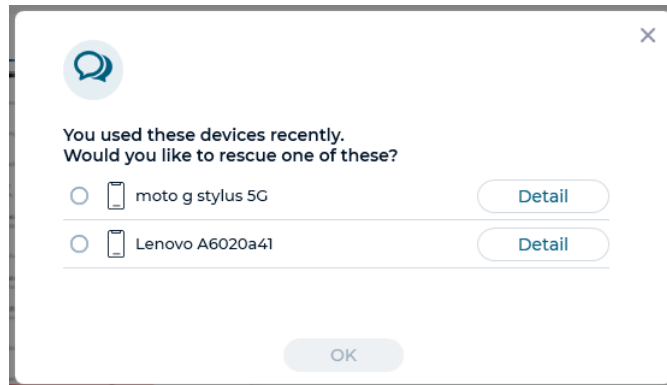 You used these devices recently.
Would you like to rescue one of these?
moto g stylus 5G Detail
Lenovo A6020a41 Detail
OK